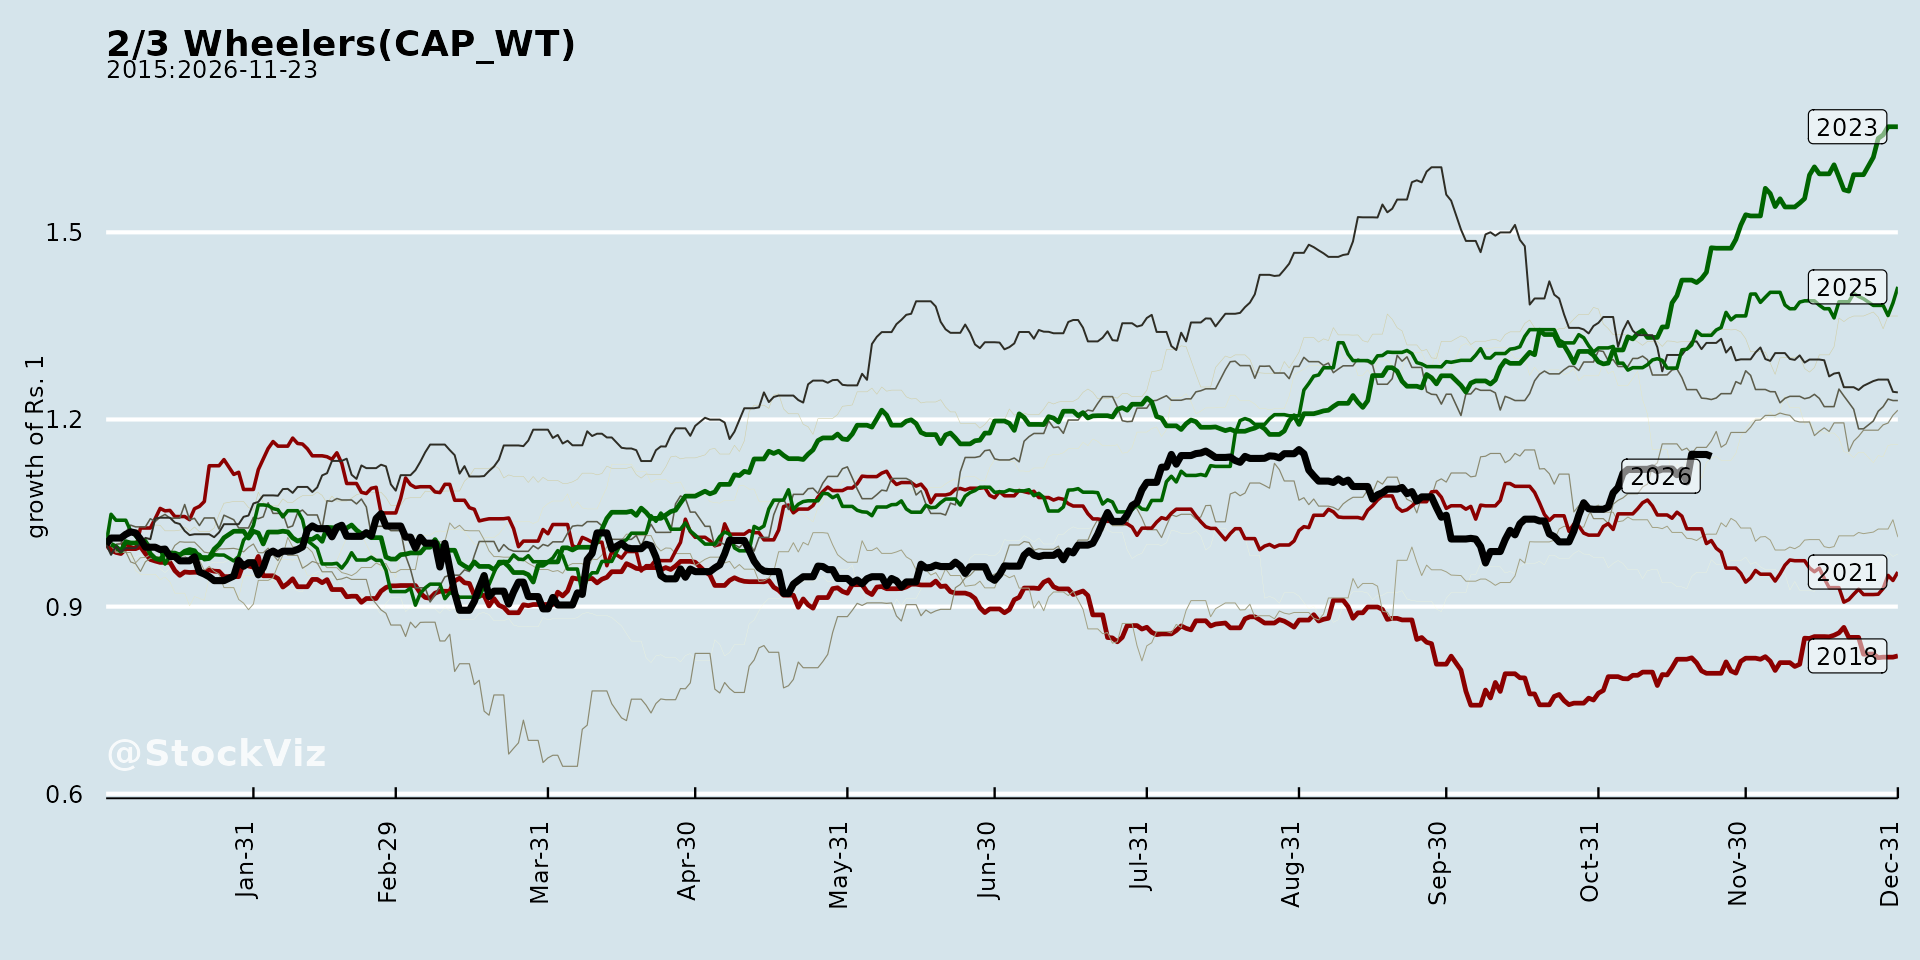 2/3 Wheelers(CAP_WT)
2015:2026-11-23
growth of Rs. 1
1.5
1.2
0.9
0.6
2023
2025
2026
2021
2018
@StockViz
Jan-31
Feb-29
Mar-31
Apr-30
May-31
Jun-30
Jul-31
Aug-31
Sep-30
Oct-31
Nov-30
Dec-31